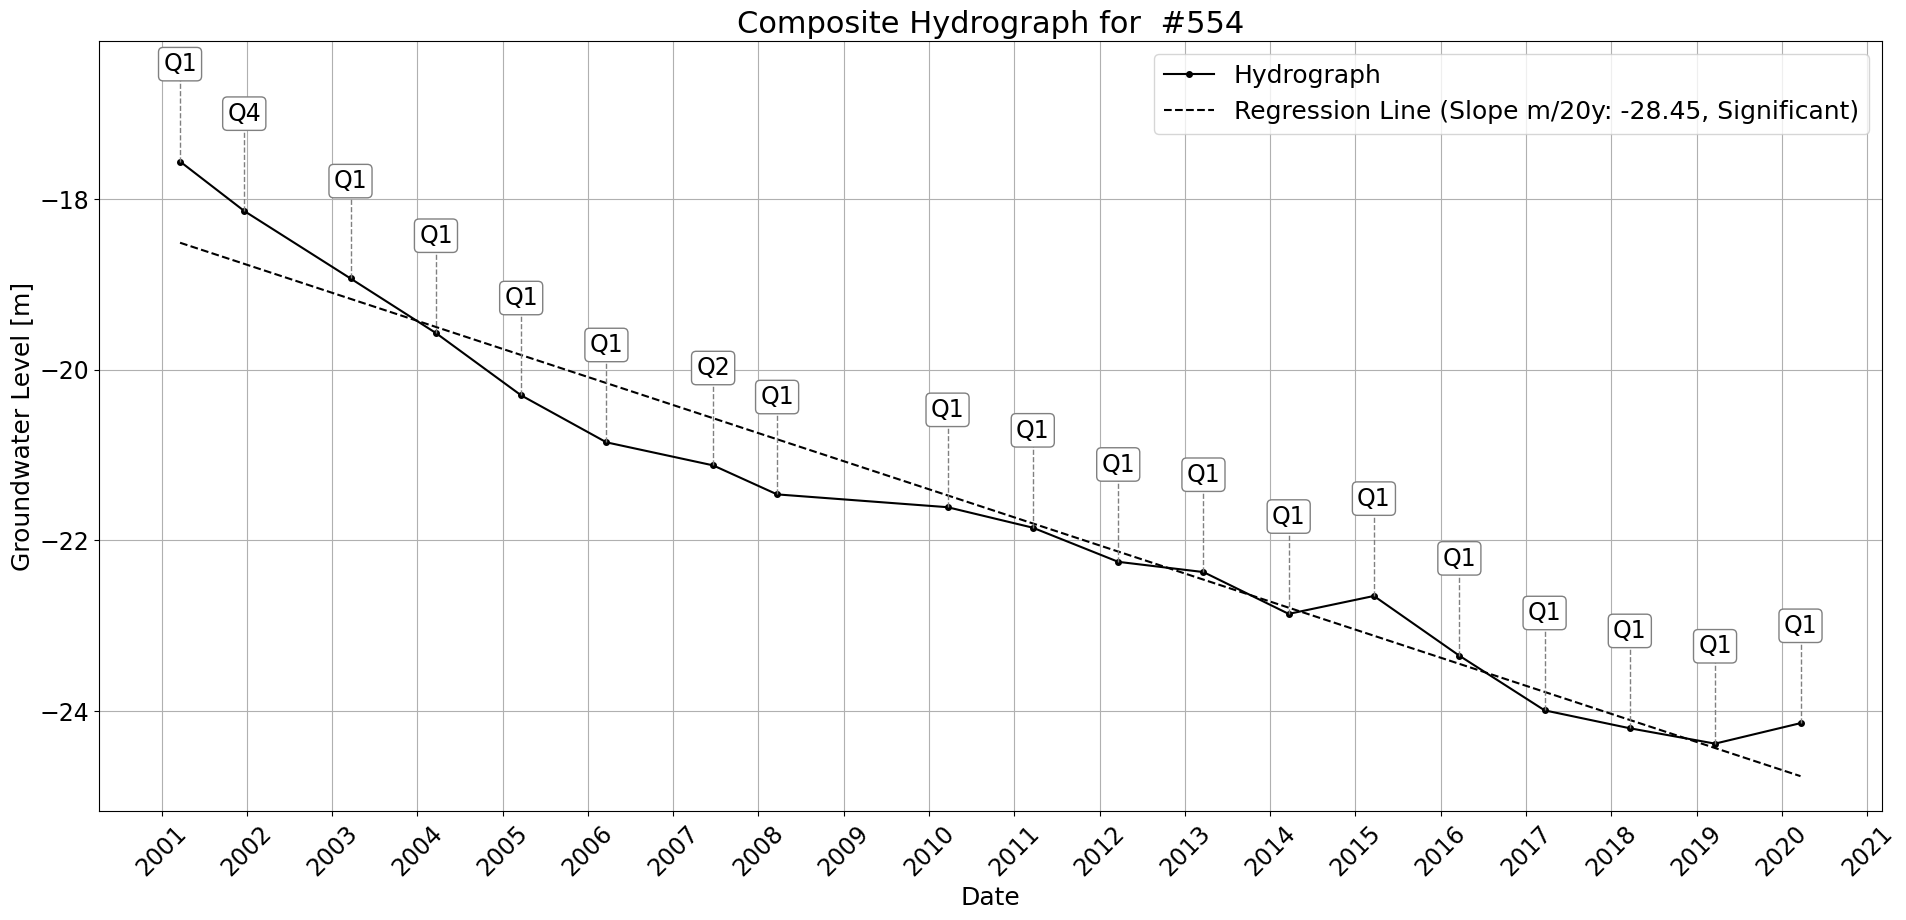 Composite Hydrograph for  #554
Hydrograph
Regression Line (Slope m/20y: -28.45, Significant)
Q1
Q4
Q1
Q1
Q1
Q1
Q2
Q1
Q1
Q1
Q1
Q1
Q1
Q1
Q1
Q1
Q1
Q1
Q1
Groundwater Level [m]
−18
−20
−22
−24
2001 2002 2003 2004 2005 2006 2007 2008 2009 2010 2011 2012 2013 2014 2015 2016 2017 2018 2019 2020 2021
Date